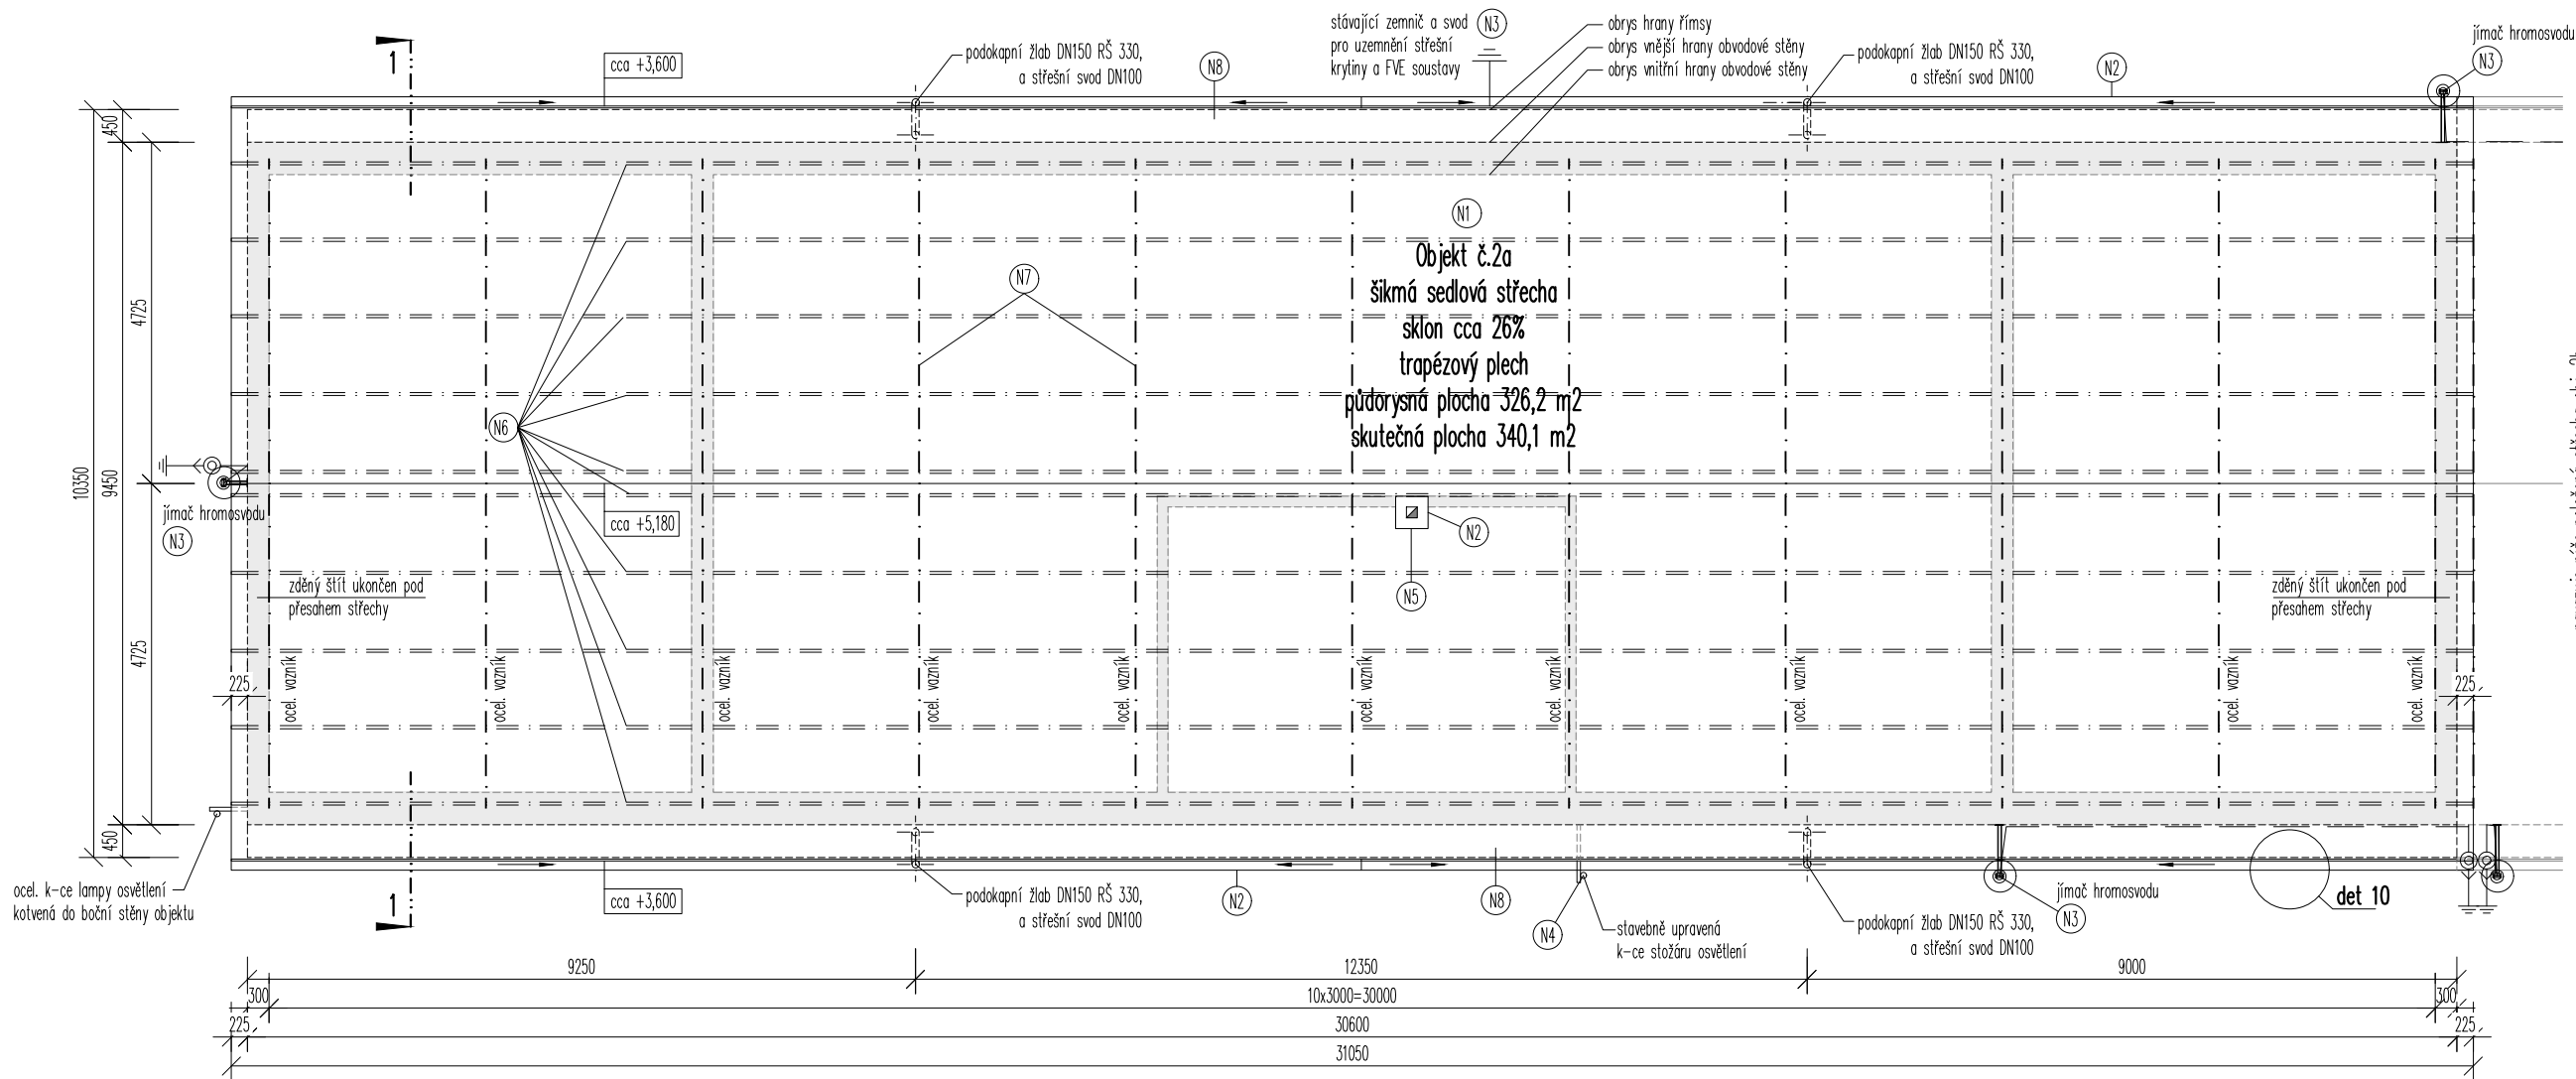 stávající zemnič a svod
pro uzemnění střešní
krytiny a FVE soustavy
N3
obrys hrany římsy
obrys vnější hrany obvodové stěny
obrys vnitřní hrany obvodové stěny
jímač hromosvodu
N3
1
cca +3,600
podokapní žlab DN150 RŠ 330,
a střešní svod DN100
N8
podokapní žlab DN150 RŠ 330,
a střešní svod DN100
N2
450
4725
10350
9450
4725
450
N1
Objekt č.2a
šikmá sedlová střecha
sklon cca 26%
trapézový plech
půdorysná plocha 326,2 m2
skutečná plocha 340,1 m2
N7
N6
jímač hromosvodu
N3
cca +5,180
N2
N5
zděný štít ukončen pod
přesahem střechy
zděný štít ukončen pod
přesahem střechy
225
225
ocel. vazník
ocel. vazník
ocel. vazník
ocel. vazník
ocel. vazník
ocel. vazník
ocel. vazník
ocel. vazník
ocel. vazník
ocel. vazník
ocel. k-ce lampy osvětlení
kotvená do boční stěny objektu
1
cca +3,600
podokapní žlab DN150 RŠ 330,
a střešní svod DN100
N2
N8
N4
stavebně upravená
k-ce stožáru osvětlení
podokapní žlab DN150 RŠ 330,
a střešní svod DN100
jímač hromosvodu
N3
det 10
9250
12350
9000
300
10x3000=30000
300
225
30600
225
31050